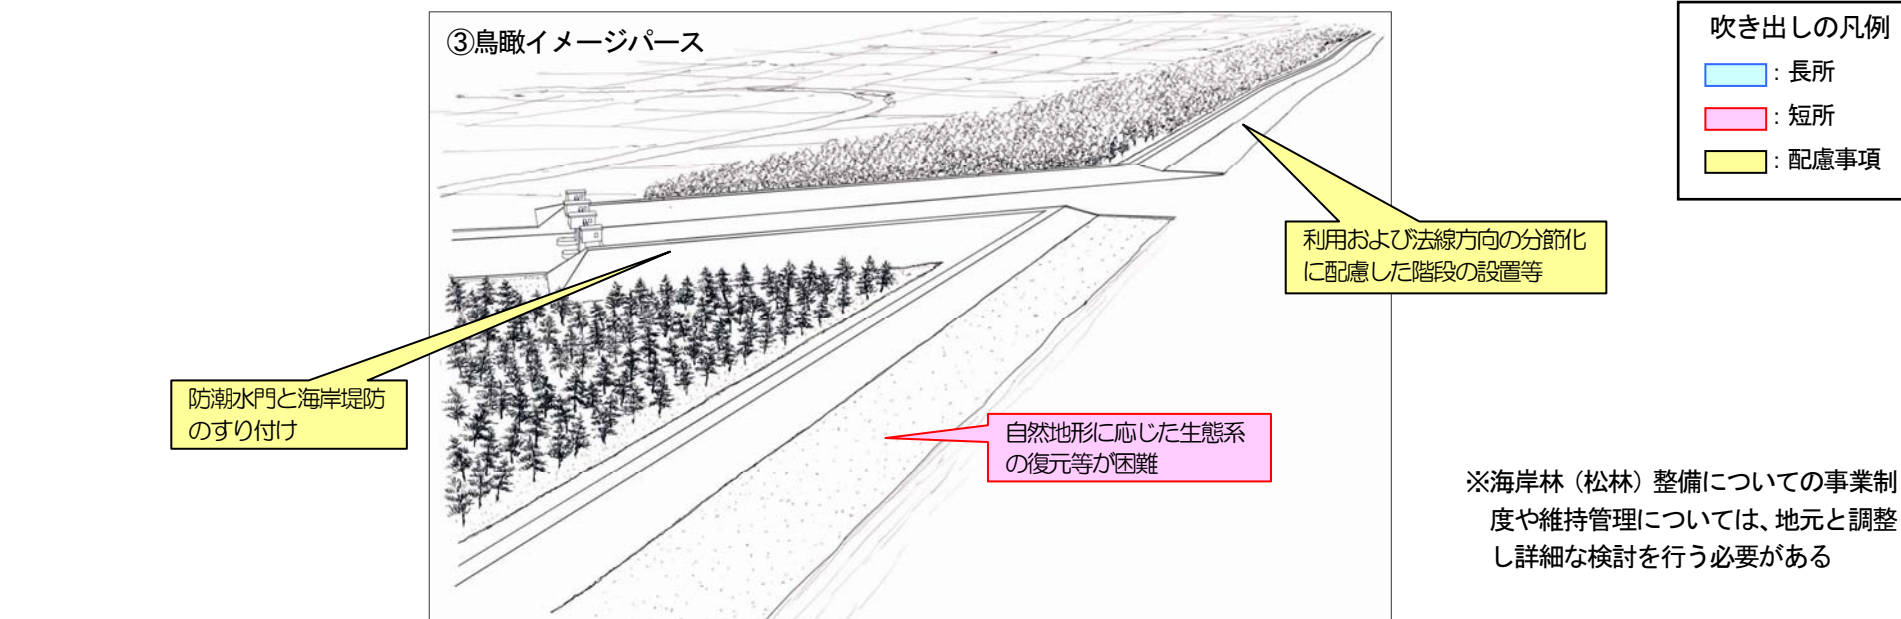 ③鳥瞰イメージパース
吹き出しの凡例
：長所
：短所
：配慮事項
利用および法線方向の分節化
に配慮した階段の設置等
防潮水門と海岸堤防
のすり付け
自然地形に応じた生態系
の復元等が困難
※海岸林（松林）整備についての事業制
度や維持管理については、地元と調整
し詳細な検討を行う必要がある